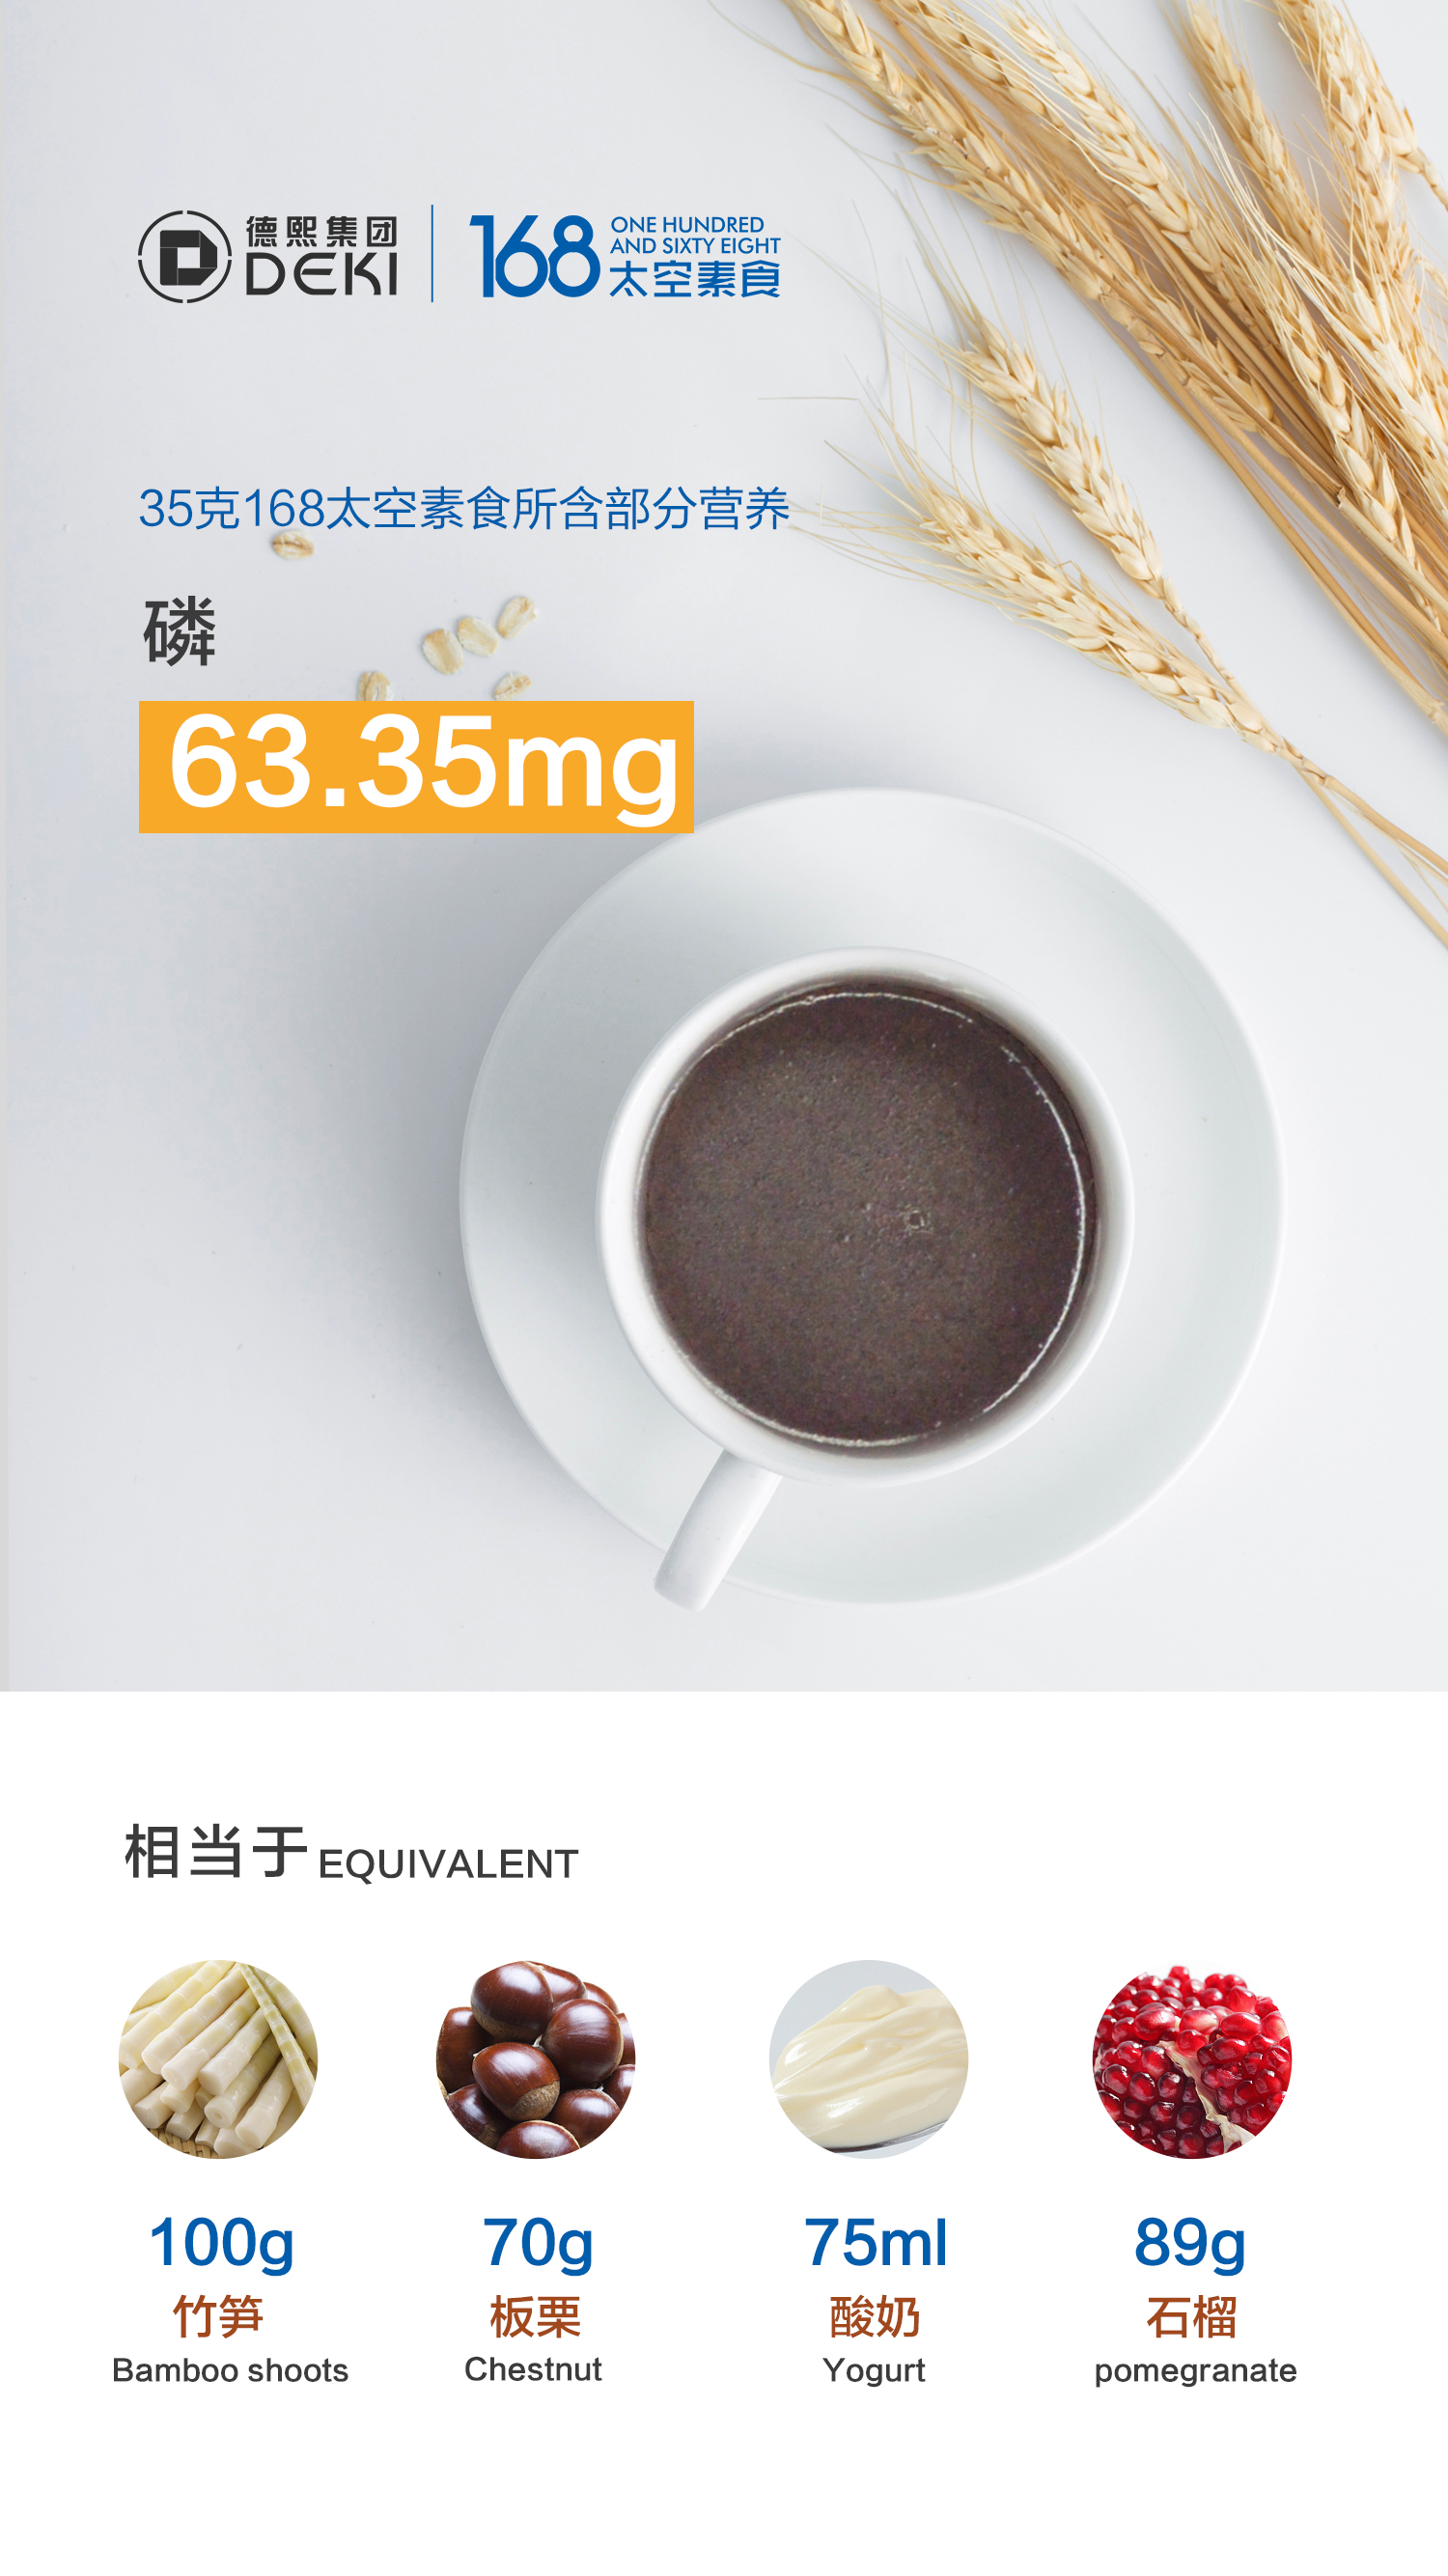 德熙集团
DEKI
168
ONE HUNDRED
AND SIXTY EIGHT
太空素食
35克168太空素食所含部分营养
磷
63.35mg
相当于 EQUIVALENT
100g 70g 75ml 89g
竹笋 板栗 酸奶 石榴
Bamboo shoots Chestnut Yogurt pomegranate